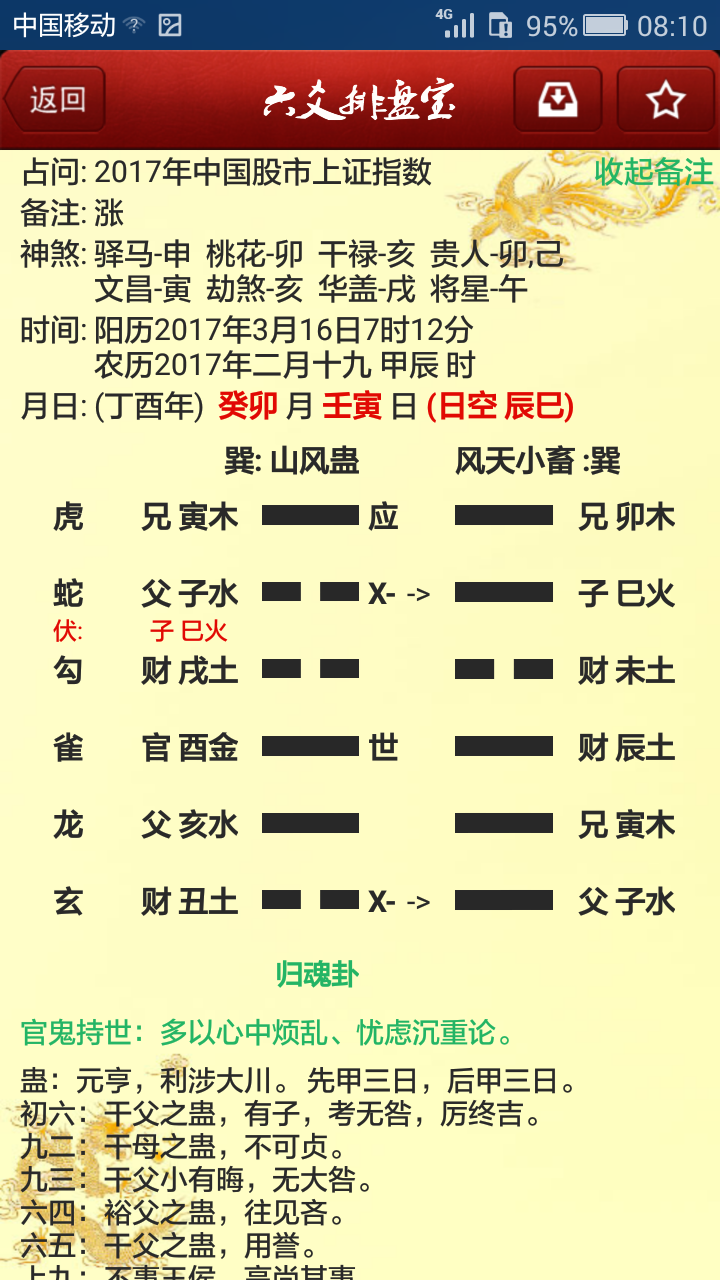 中国移动 4G 95% 08:10
返回 六爻排盘宝
占问: 2017年中国股市上证指数 收起备注
备注: 涨
神煞: 驿马-申 桃花-卯 干禄-亥 贵人-卯,己
文昌-寅 劫煞-亥 华盖-戌 将星-午
时间: 阳历2017年3月16日7时12分
农历2017年二月十九 甲辰 时
月日: (丁酉年) 癸卯 月 壬寅 日 (日空 辰巳)
巽: 山风蛊 风天小畜 :巽
虎 兄 寅木 应 兄 卯木
蛇 父 子水 X- -> 子 巳火
伏: 子 巳火
勾 财 戌土 财 未土
雀 官 酉金 世 财 辰土
龙 父 亥水 兄 寅木
玄 财 丑土 X- -> 父 子水
归魂卦
官鬼持世：多以心中烦乱、忧虑沉重论。
蛊：元亨，利涉大川。先甲三日，后甲三日。
初六：干父之蛊，有子，考无咎，厉终吉。
九二：干母之蛊，不可贞。
九三：干父小有晦，无大咎。
六四：裕父之蛊，往见吝。
六五：干父之蛊，用誉。
上九：不事王侯，高尚其事